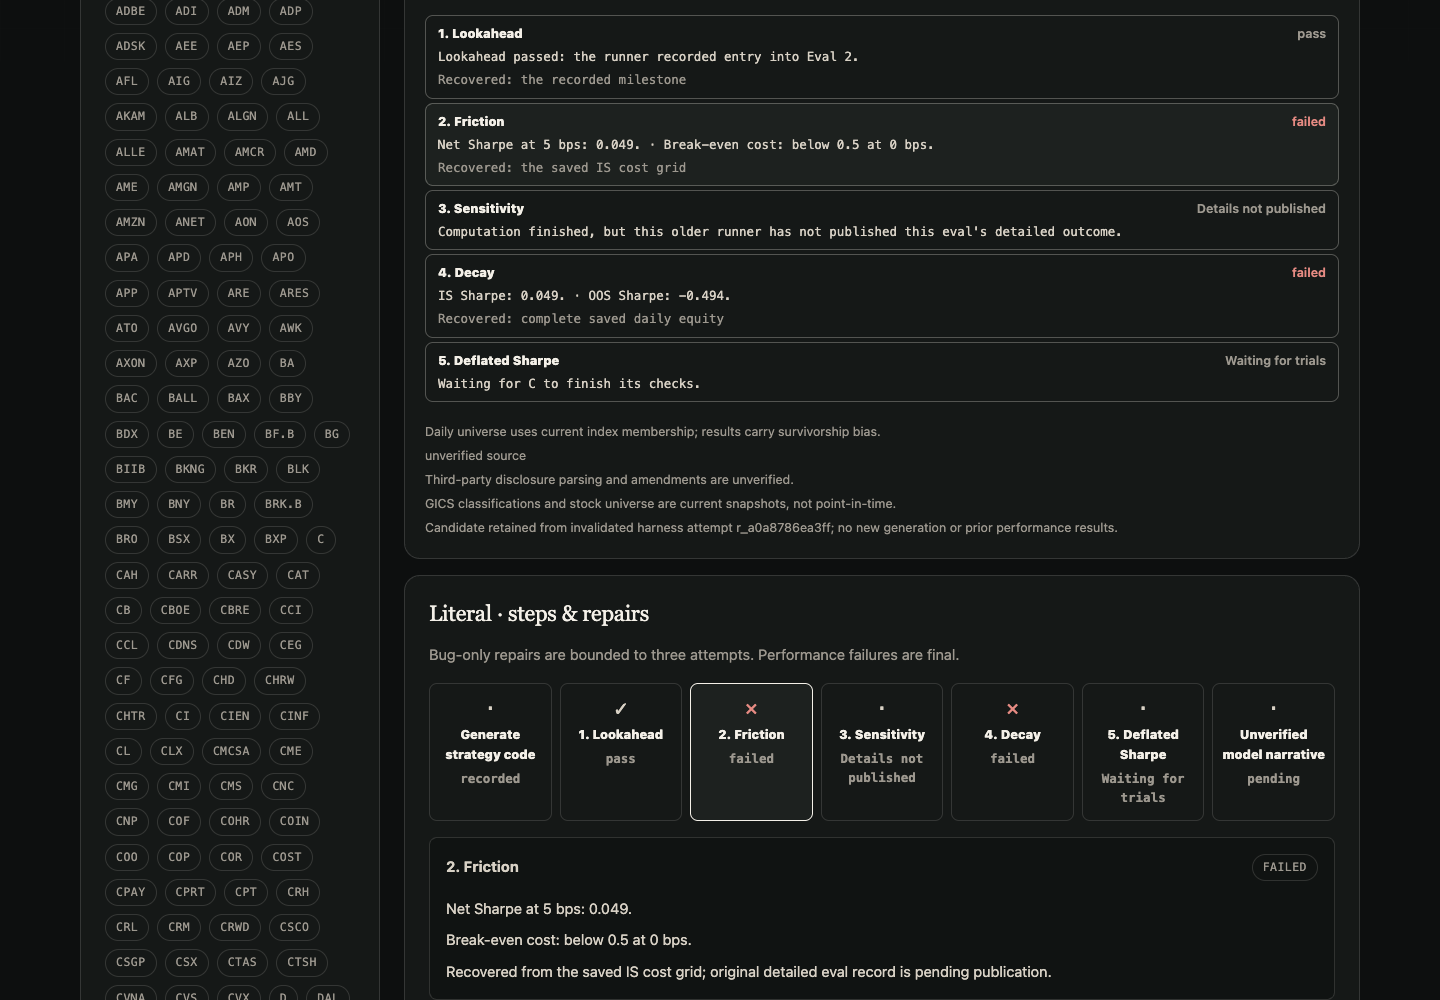 ADBE ADI ADM ADP
ADSK AEE AEP AES
AFL AIG AIZ AJG
AKAM ALB ALGN ALL
ALLE AMAT AMCR AMD
AME AMGN AMP AMT
AMZN ANET AON AOS
APA APD APH APO
APP APTV ARE ARES
ATO AVGO AVY AWK
AXON AXP AZO BA
BAC BALL BAX BBY
BDX BE BEN BF.B BG
BIIB BKNG BKR BLK
BMY BNY BR BRK.B
BRO BSX BX BXP C
CAH CARR CASY CAT
CB CBOE CBRE CCI
CCL CDNS CDW CEG
CF CFG CHD CHRW
CHTR CI CIEN CINF
CL CLX CMCSA CME
CMG CMI CMS CNC
CNP COF COHR COIN
COO COP COR COST
CPAY CPRT CPT CRH
CRL CRM CRWD CSCO
CSGP CSX CTAS CTSH
CVNA CVS CVX D DAL
1. Lookahead pass
Lookahead passed: the runner recorded entry into Eval 2.
Recovered: the recorded milestone
2. Friction failed
Net Sharpe at 5 bps: 0.049. · Break-even cost: below 0.5 at 0 bps.
Recovered: the saved IS cost grid
3. Sensitivity Details not published
Computation finished, but this older runner has not published this eval's detailed outcome.
4. Decay failed
IS Sharpe: 0.049. · OOS Sharpe: -0.494.
Recovered: complete saved daily equity
5. Deflated Sharpe Waiting for trials
Waiting for C to finish its checks.
Daily universe uses current index membership; results carry survivorship bias.
unverified source
Third-party disclosure parsing and amendments are unverified.
GICS classifications and stock universe are current snapshots, not point-in-time.
Candidate retained from invalidated harness attempt r_a0a8786ea3ff; no new generation or prior performance results.
Literal · steps & repairs
Bug-only repairs are bounded to three attempts. Performance failures are final.
·
Generate
strategy code
recorded
✓
1. Lookahead
pass
✕
2. Friction
failed
·
3. Sensitivity
Details not
published
✕
4. Decay
failed
·
5. Deflated
Sharpe
Waiting for
trials
·
Unverified
model narrative
pending
2. Friction FAILED
Net Sharpe at 5 bps: 0.049.
Break-even cost: below 0.5 at 0 bps.
Recovered from the saved IS cost grid; original detailed eval record is pending publication.